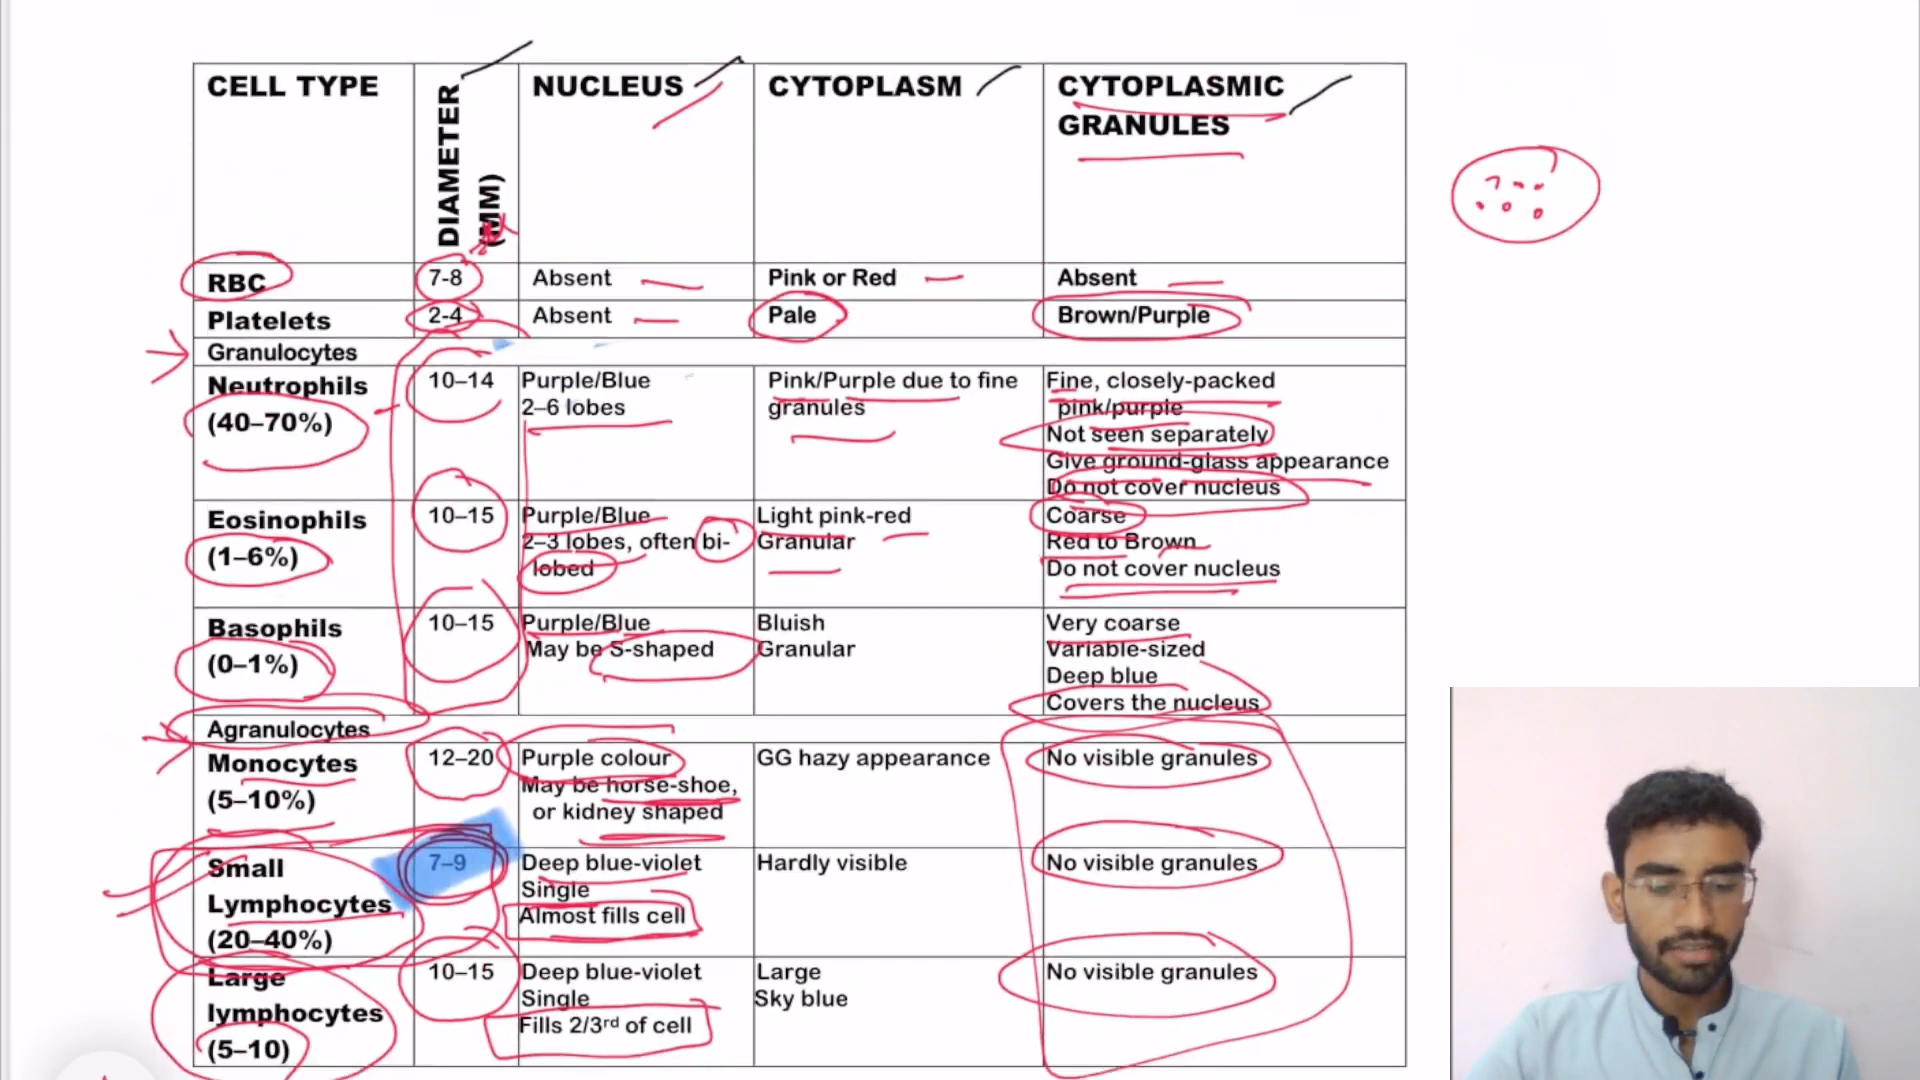 CELL TYPE
DIAMETER
(MM)
NUCLEUS
CYTOPLASM
CYTOPLASMIC
GRANULES
RBC
7-8
Absent
Pink or Red
Absent
Platelets
2-4
Absent
Pale
Brown/Purple
Granulocytes
Neutrophils
(40–70%)
10–14
Purple/Blue
2–6 lobes
Pink/Purple due to fine
granules
Fine, closely-packed
pink/purple
Not seen separately
Give ground-glass appearance
Do not cover nucleus
Eosinophils
(1–6%)
10–15
Purple/Blue
2–3 lobes, often bi-
lobed
Light pink-red
Granular
Coarse
Red to Brown
Do not cover nucleus
Basophils
(0–1%)
10–15
Purple/Blue
May be S-shaped
Bluish
Granular
Very coarse
Variable-sized
Deep blue
Covers the nucleus
Agranulocytes
Monocytes
(5–10%)
12–20
Purple colour
May be horse-shoe,
or kidney shaped
GG hazy appearance
No visible granules
Small
Lymphocytes
(20–40%)
7–9
Deep blue-violet
Single
Almost fills cell
Hardly visible
No visible granules
Large
lymphocytes
(5–10)
10–15
Deep blue-violet
Single
Fills 2/3rd of cell
Large
Sky blue
No visible granules